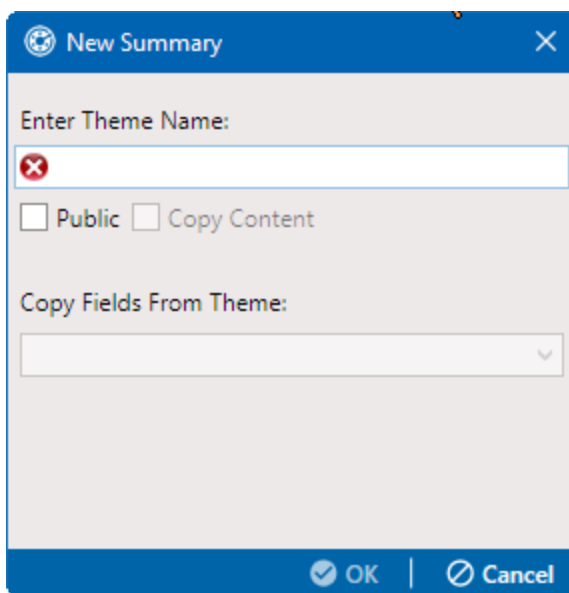 New Summary
Enter Theme Name:
Public Copy Content
Copy Fields From Theme:
OK Cancel